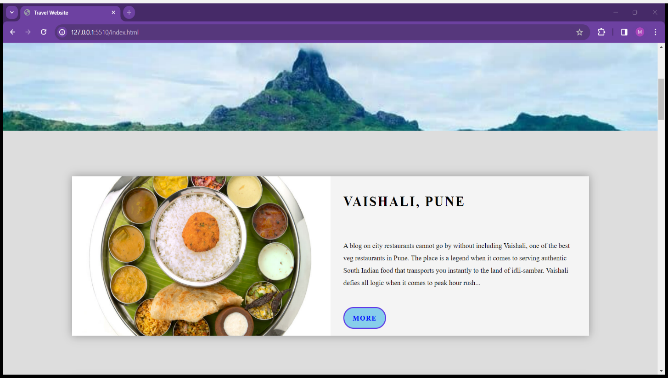 Travel Website
127.0.0.1:5510/index.html
M
VAISHALI, PUNE
A blog on city restaurants cannot go by without including Vaishali, one of the best
veg restaurants in Pune. The place is a legend when it comes to serving authentic
South Indian food that transports you instantly to the land of idli-sambar. Vaishali
defies all logic when it comes to peak hour rush...
MORE